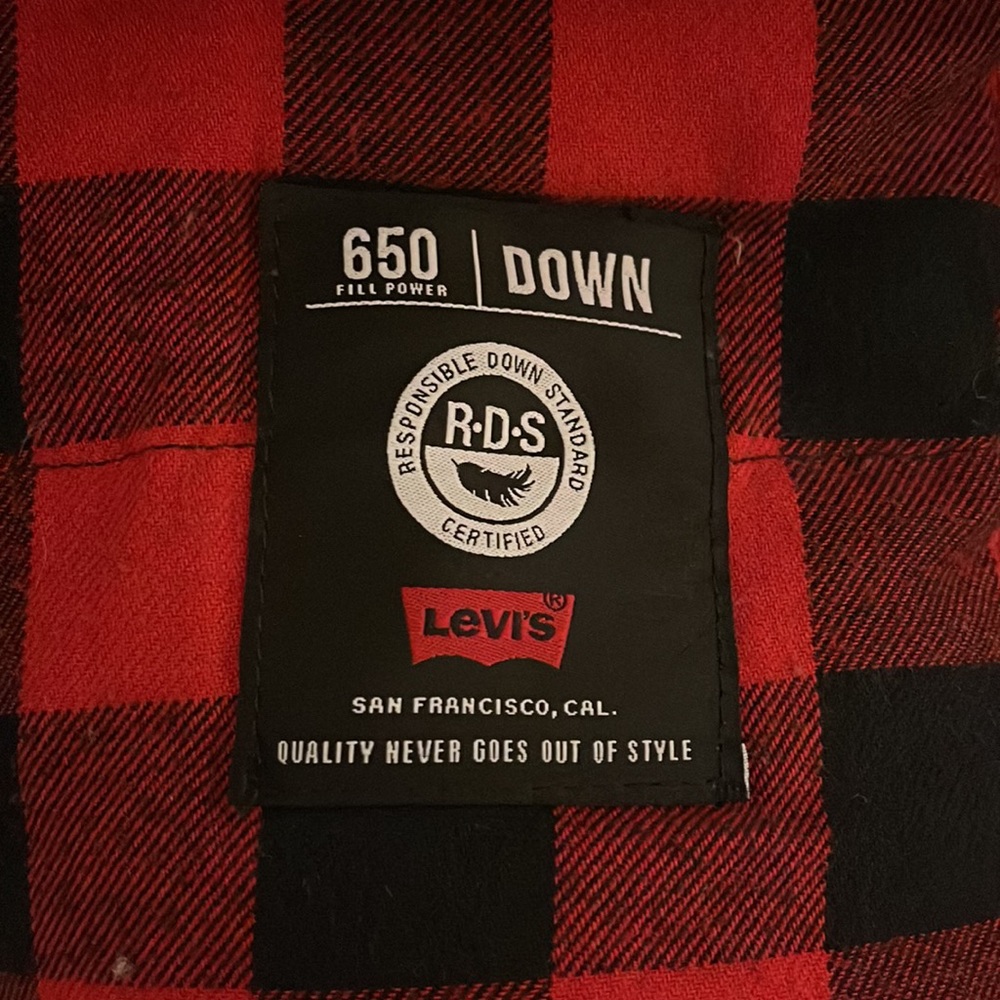 650
FILL POWER
DOWN
RESPONSIBLE DOWN STANDARD
R·D·S
CERTIFIED
LEVI'S®
SAN FRANCISCO, CAL.
QUALITY NEVER GOES OUT OF STYLE